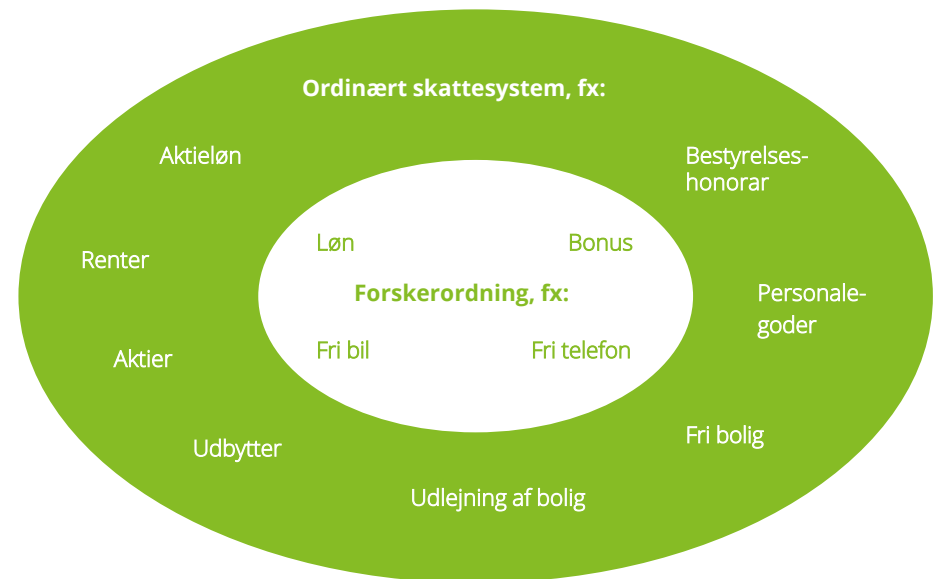 Ordinært skattesystem, fx:
Aktieløn
Bestyrelses-
honorar
Løn
Bonus
Renter
Forskerordning, fx:
Personale-
goder
Fri bil
Fri telefon
Aktier
Fri bolig
Udbytter
Udlejning af bolig